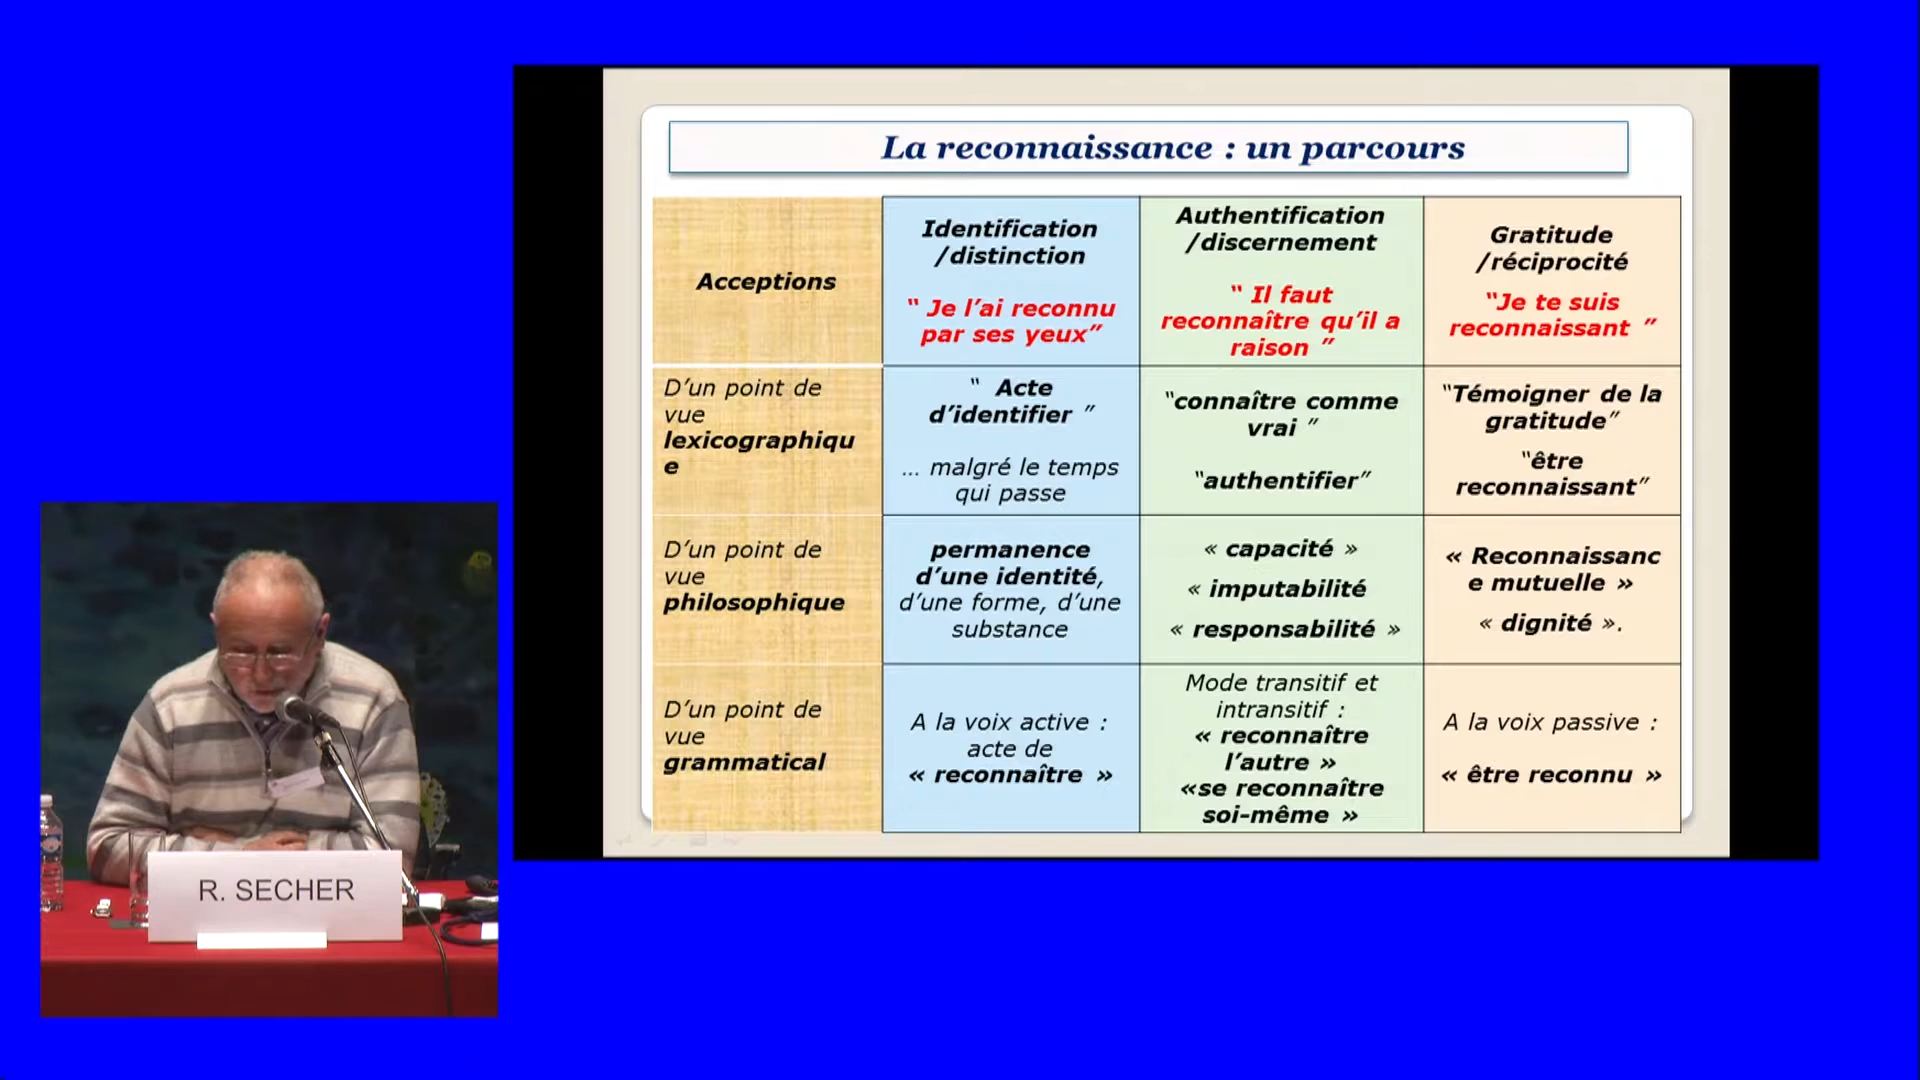 La reconnaissance : un parcours
Acceptions
Identification
/distinction
“ Je l’ai reconnu
par ses yeux”
Authentification
/discernement
“ Il faut
reconnaître qu’il a
raison ”
Gratitude
/réciprocité
“Je te suis
reconnaissant ”
D’un point de
vue
lexicographiqu
e
“ Acte
d’identifier ”
… malgré le temps
qui passe
“connaître comme
vrai ”
“authentifier”
“Témoigner de la
gratitude”
“être
reconnaissant”
D’un point de
vue
philosophique
permanence
d’une identité,
d’une forme, d’une
substance
« capacité »
« imputabilité
« responsabilité »
« Reconnaissanc
e mutuelle »
« dignité ».
D’un point de
vue
grammatical
A la voix active :
acte de
« reconnaître »
Mode transitif et
intransitif :
« reconnaître
l’autre »
«se reconnaître
soi-même »
A la voix passive :
« être reconnu »
R. SECHER